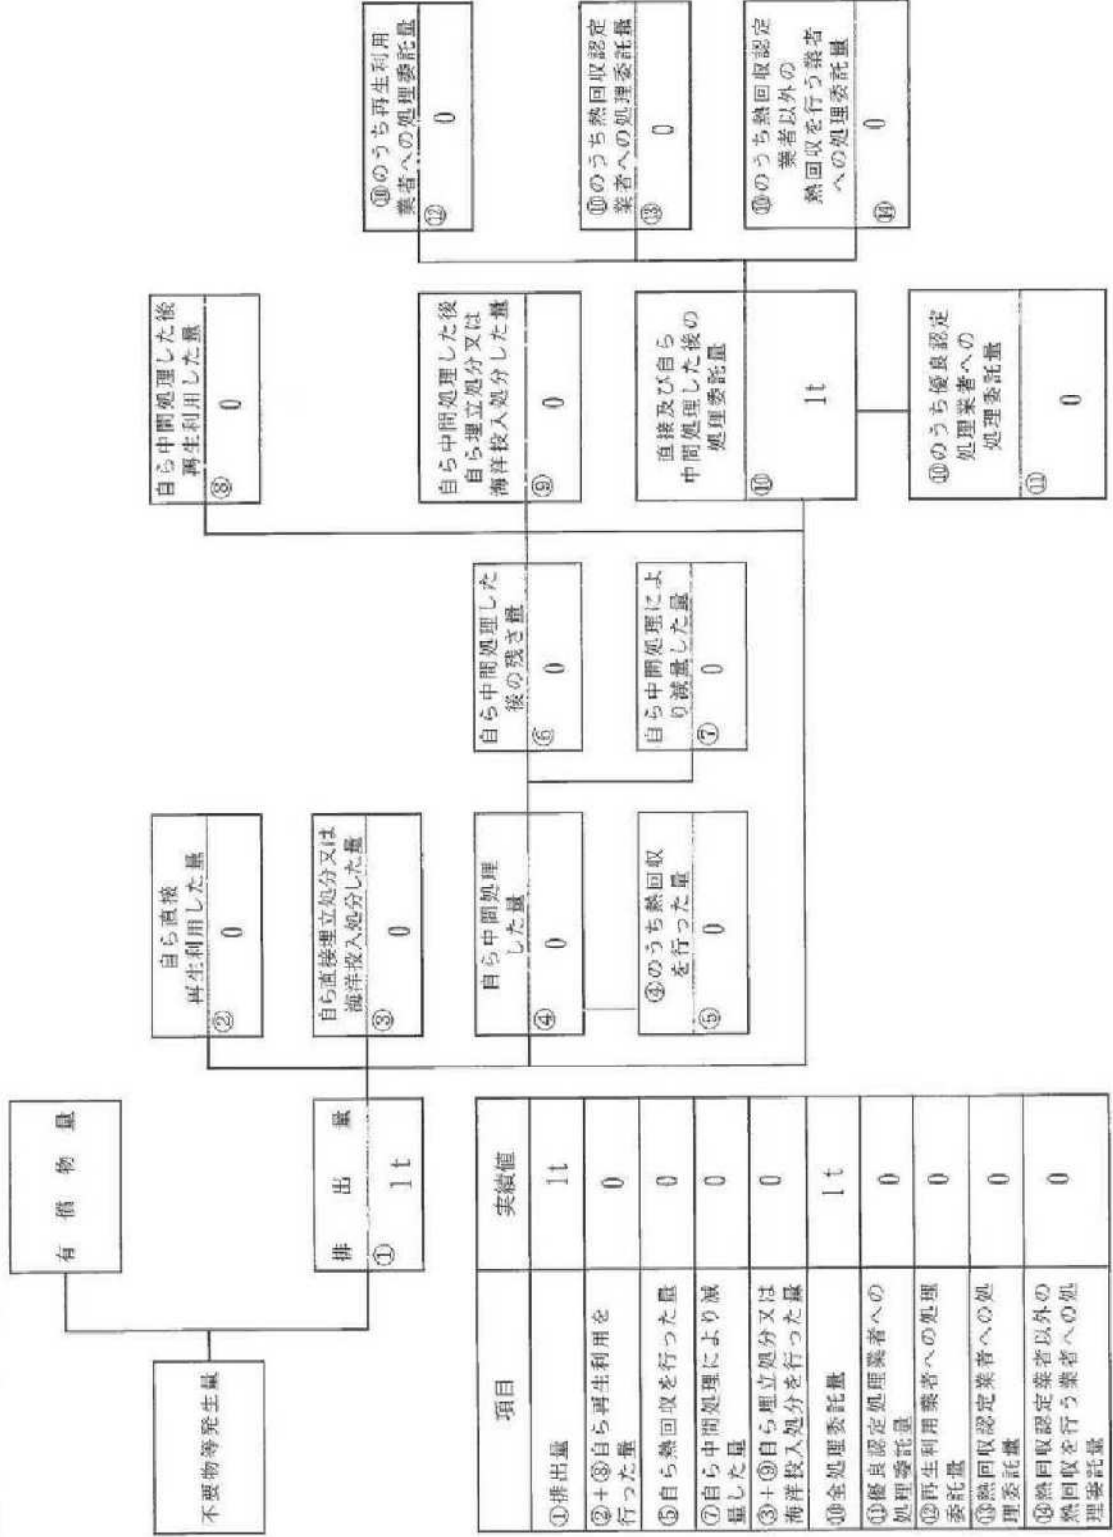 不要物等発生量
有 償 物 量
排 出 量
①
1 t
自ら直接
再生利用した量
②
0
自ら直接埋立処分又は
海洋投入処分した量
③
0
自ら中間処理
した量
④
0
④のうち熱回収
を行った量
⑤
0
自ら中間処理した
後の残さ量
⑥
0
自ら中間処理によ
り減量した量
⑦
0
自ら中間処理した後
再生利用した量
⑧
0
自ら中間処理した後
自ら埋立処分又は
海洋投入処分した量
⑨
0
直接及び自ら
中間処理した後の
処理委託量
⑩
1t
⑩のうち優良認定
処理業者への
処理委託量
⑪
0
⑩のうち再生利用
業者への処理委託量
⑫
0
⑩のうち熱回収認定
業者への処理委託量
⑬
0
⑩のうち熱回収認定
業者以外の
熱回収を行う業者
への処理委託量
⑭
0
項目 実績値
①排出量 1t
②+⑧自ら再生利用を
行った量 0
⑤自ら熱回収を行った量 0
⑦自ら中間処理により減
量した量 0
③+⑨自ら埋立処分又は
海洋投入処分を行った量 0
⑩全処理委託量 1t
⑪優良認定処理業者への
処理委託量 0
⑫再生利用業者への処理
委託量 0
⑬熱回収認定業者への処
理委託量 0
⑭熱回収認定業者以外の
熱回収を行う業者への処
理委託量 0